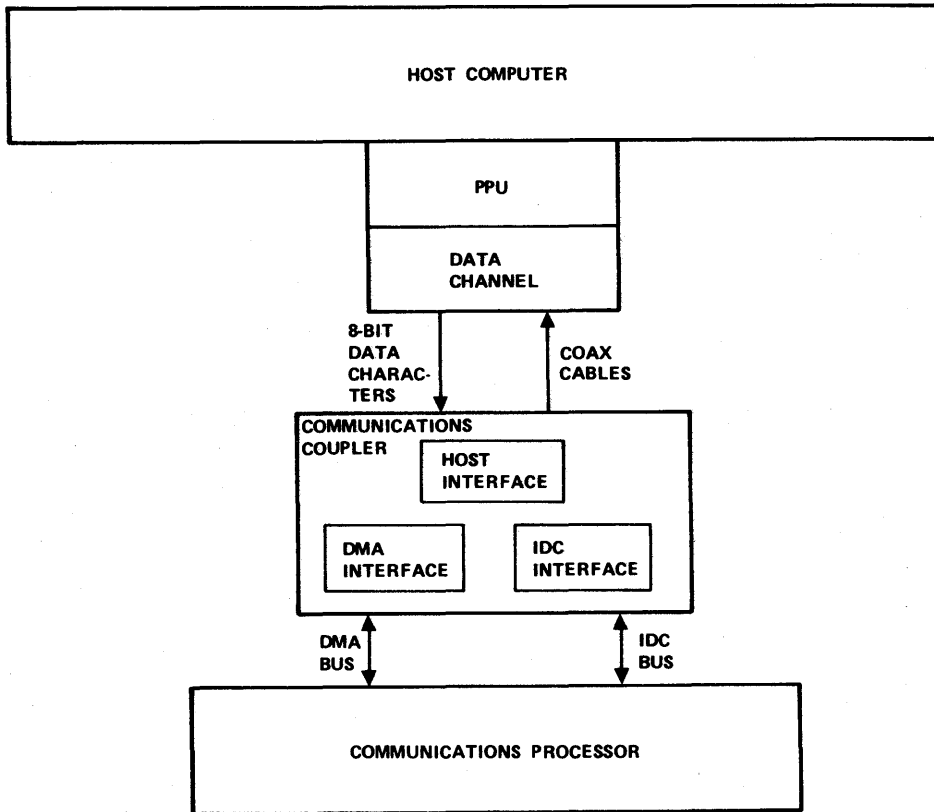 HOST COMPUTER
PPU
DATA
CHANNEL
8-BIT
DATA
CHARAC-
TERS
COAX
CABLES
COMMUNICATIONS
COUPLER
HOST
INTERFACE
DMA
INTERFACE
IDC
INTERFACE
DMA
BUS
IDC
BUS
COMMUNICATIONS PROCESSOR